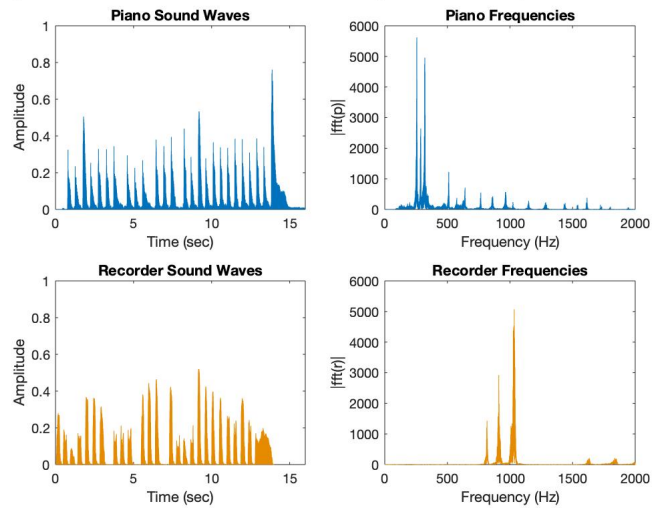 Piano Sound Waves
Amplitude
1
0.8
0.6
0.4
0.2
0
0 5 10 15
Time (sec)
Piano Frequencies
|fft(p)|
6000
5000
4000
3000
2000
1000
0
0 500 1000 1500 2000
Frequency (Hz)
Recorder Sound Waves
Amplitude
1
0.8
0.6
0.4
0.2
0
0 5 10 15
Time (sec)
Recorder Frequencies
|fft(r)|
6000
5000
4000
3000
2000
1000
0
0 500 1000 1500 2000
Frequency (Hz)